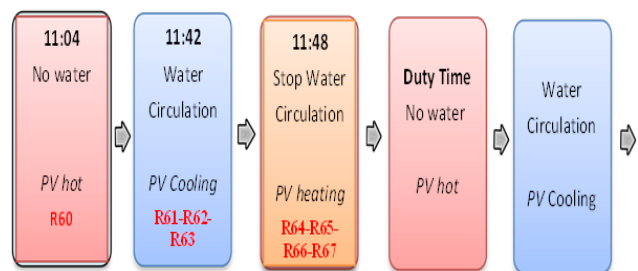 11:04
No water
PV hot
R60
11:42
Water
Circulation
PV Cooling
R61-R62-
R63
11:48
Stop Water
Circulation
PV heating
R64-R65-
R66-R67
Duty Time
No water
PV hot
Water
Circulation
PV Cooling